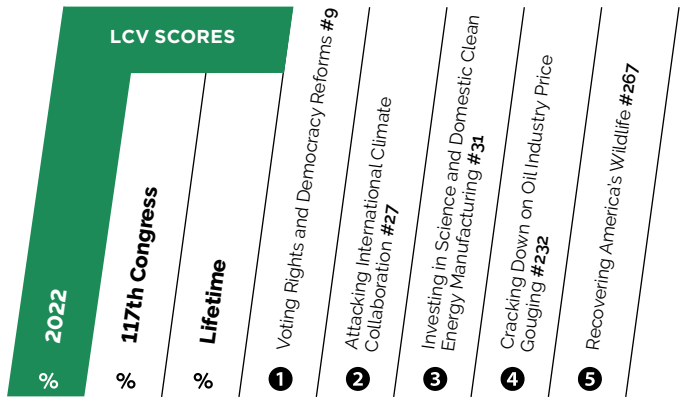 LCV SCORES
2022
117th Congress
Lifetime
Voting Rights and Democracy Reforms #9
Attacking International Climate
Collaboration #27
Investing in Science and Domestic Clean
Energy Manufacturing #31
Cracking Down on Oil Industry Price
Gouging #232
Recovering America's Wildlife #267
% % % 1 2 3 4 5